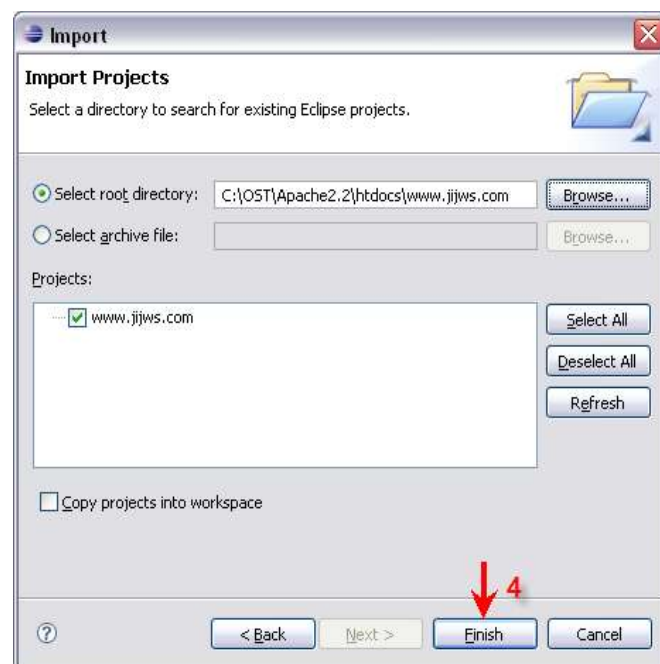 Import
Import Projects
Select a directory to search for existing Eclipse projects.
Select root directory: C:\OST\Apache2.2\htdocs\www.jijws.com Browse...
Select archive file: Browse...
Projects:
www.jijws.com
Select All
Deselect All
Refresh
Copy projects into workspace
4
< Back Next > Finish Cancel